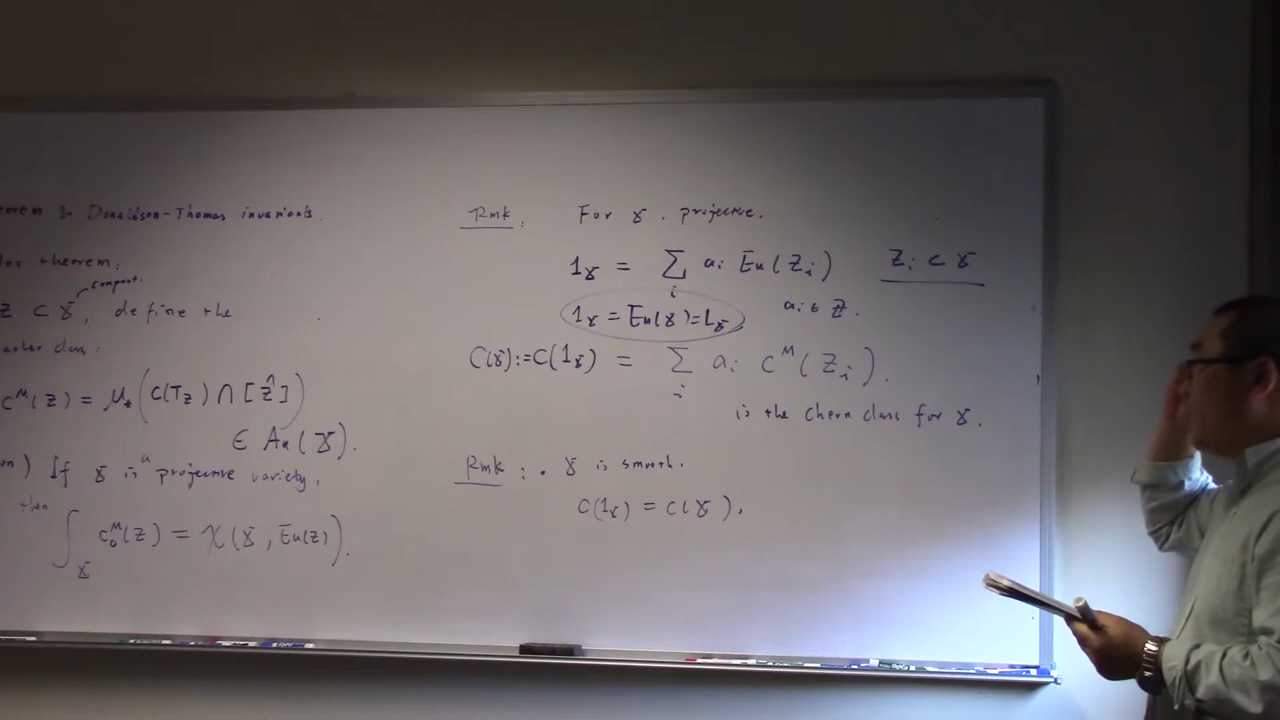 Donaldson-Thomas invariants.
theorem,
compact.
Z ⊂ 𝔛, define the
class:
c^M(Z) = μ_*(C(T_Z) ∩ [Ẑ])
∈ A_*(𝔛).
If 𝔛 is a projective variety,
then
∫_𝔛 c_0^M(Z) = χ(𝔛, Eu(Z)).
Rmk: For 𝔛. projective.
1_𝔛 = Σ_i a_i Eu(Z_i) Z_i ⊂ 𝔛
1_𝔛 = Eu(𝔛) = L_𝔛 a_i ∈ ℤ.
C(𝔛) := C(1_𝔛) = Σ_i a_i c^M(Z_i).
is the Chern class for 𝔛.
Rmk: • 𝔛 is smooth.
C(1_𝔛) = C(𝔛).